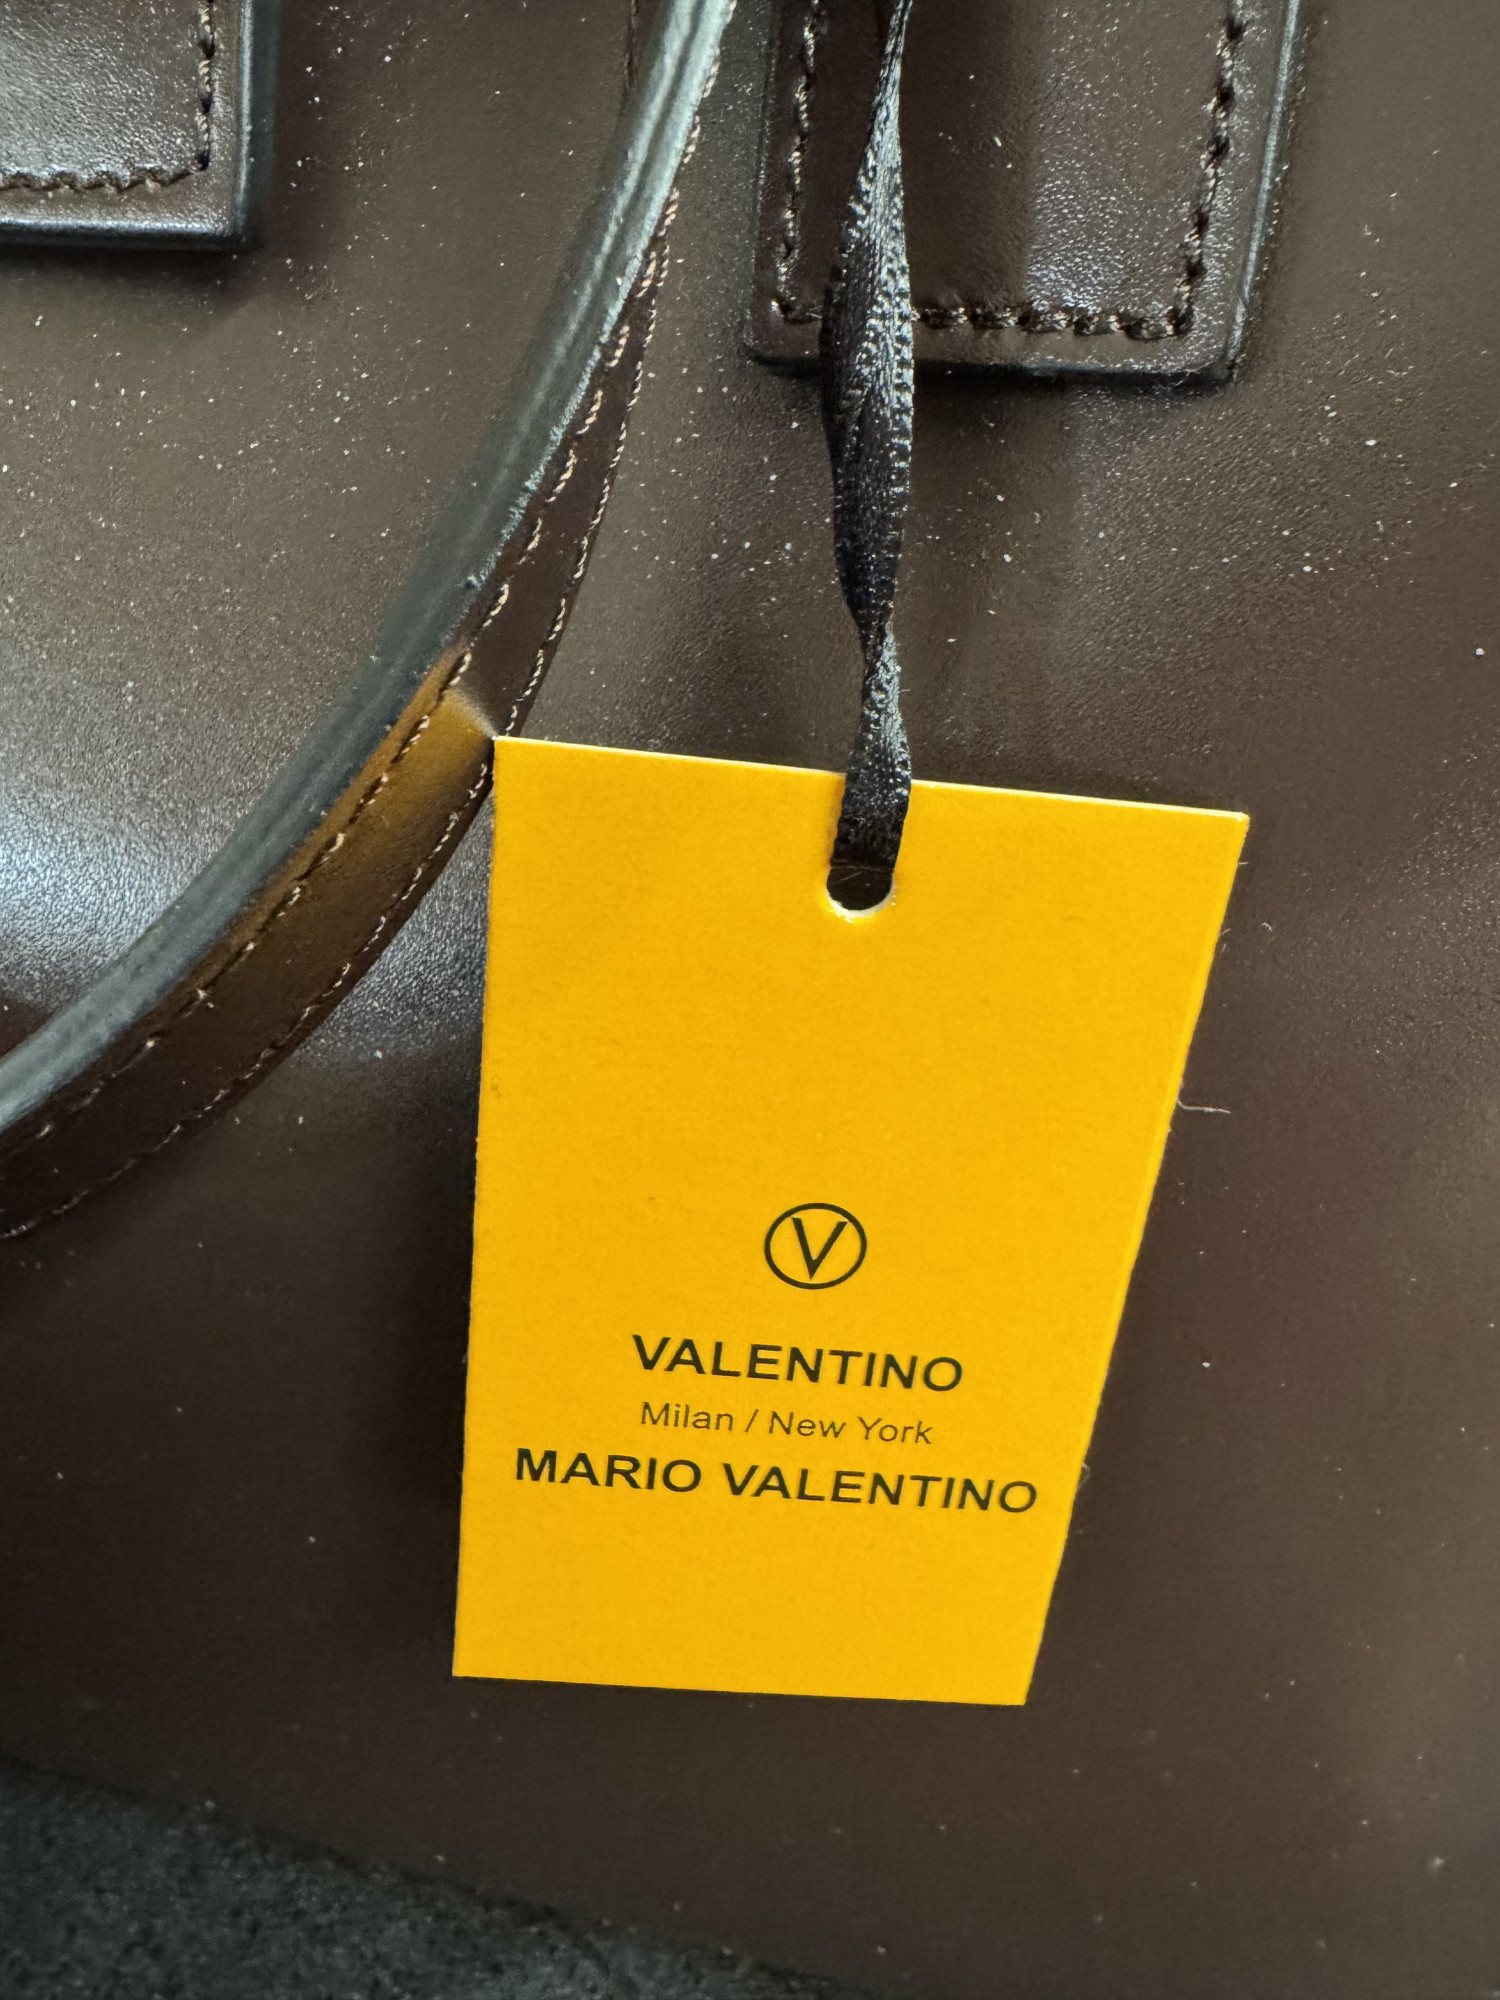 V
VALENTINO
Milan / New York
MARIO VALENTINO